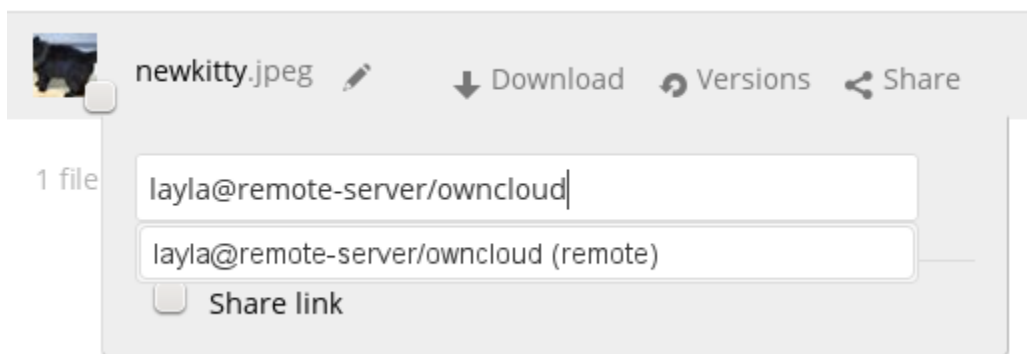 newkitty.jpeg Download Versions Share
1 file
layla@remote-server/owncloud
layla@remote-server/owncloud (remote)
Share link